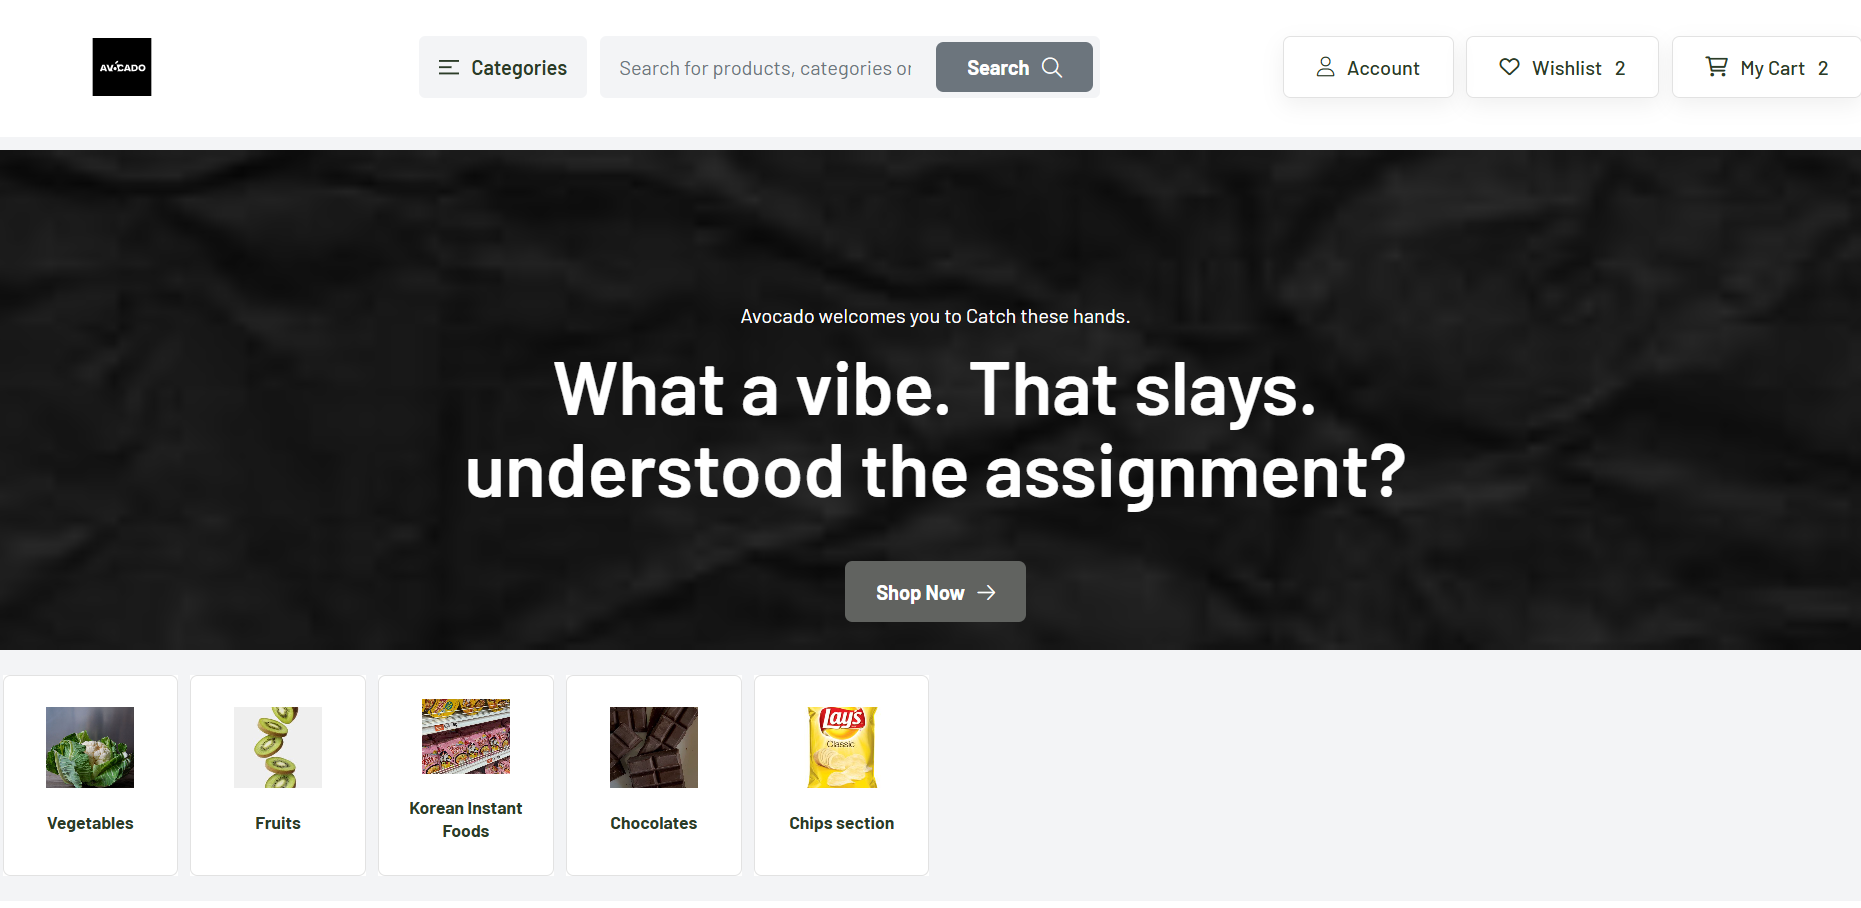 AVOCADO
Categories
Search for products, categories or
Search
Account
Wishlist 2
My Cart 2
Avocado welcomes you to Catch these hands.
What a vibe. That slays.
understood the assignment?
Shop Now
Lay's
Classic
Vegetables
Fruits
Korean Instant
Foods
Chocolates
Chips section